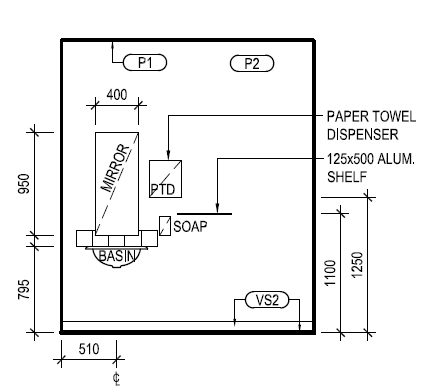 P1
P2
400
PAPER TOWEL
DISPENSER
950
MIRROR
PTD
125x500 ALUM.
SHELF
SOAP
BASIN
795
1100
1250
VS2
510
℄